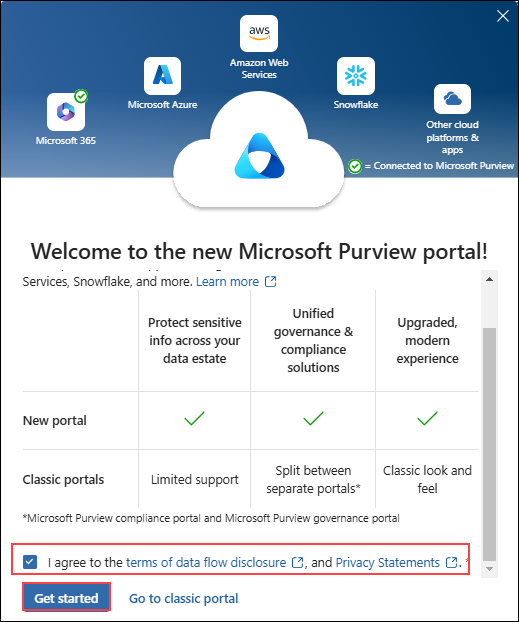 aws
Amazon Web
Services
Microsoft Azure
Snowflake
Microsoft 365
Other cloud
platforms &
apps
= Connected to Microsoft Purview
Welcome to the new Microsoft Purview portal!
Services, Snowflake, and more. Learn more
Protect sensitive
info across your
data estate
Unified
governance &
compliance
solutions
Upgraded,
modern
experience
New portal
Classic portals
Limited support
Split between
separate portals*
Classic look and
feel
*Microsoft Purview compliance portal and Microsoft Purview governance portal
I agree to the terms of data flow disclosure , and Privacy Statements . *
Get started
Go to classic portal